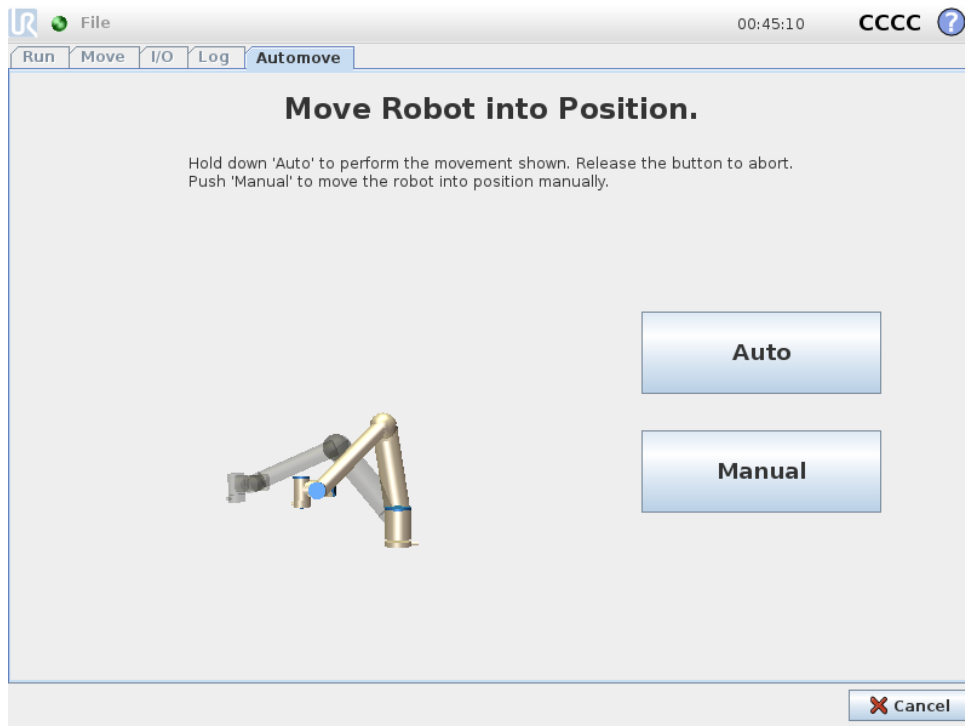 UR
File
00:45:10
CCCC
?
Run
Move
I/O
Log
Automove
Move Robot into Position.
Hold down 'Auto' to perform the movement shown. Release the button to abort.
Push 'Manual' to move the robot into position manually.
Auto
Manual
Cancel